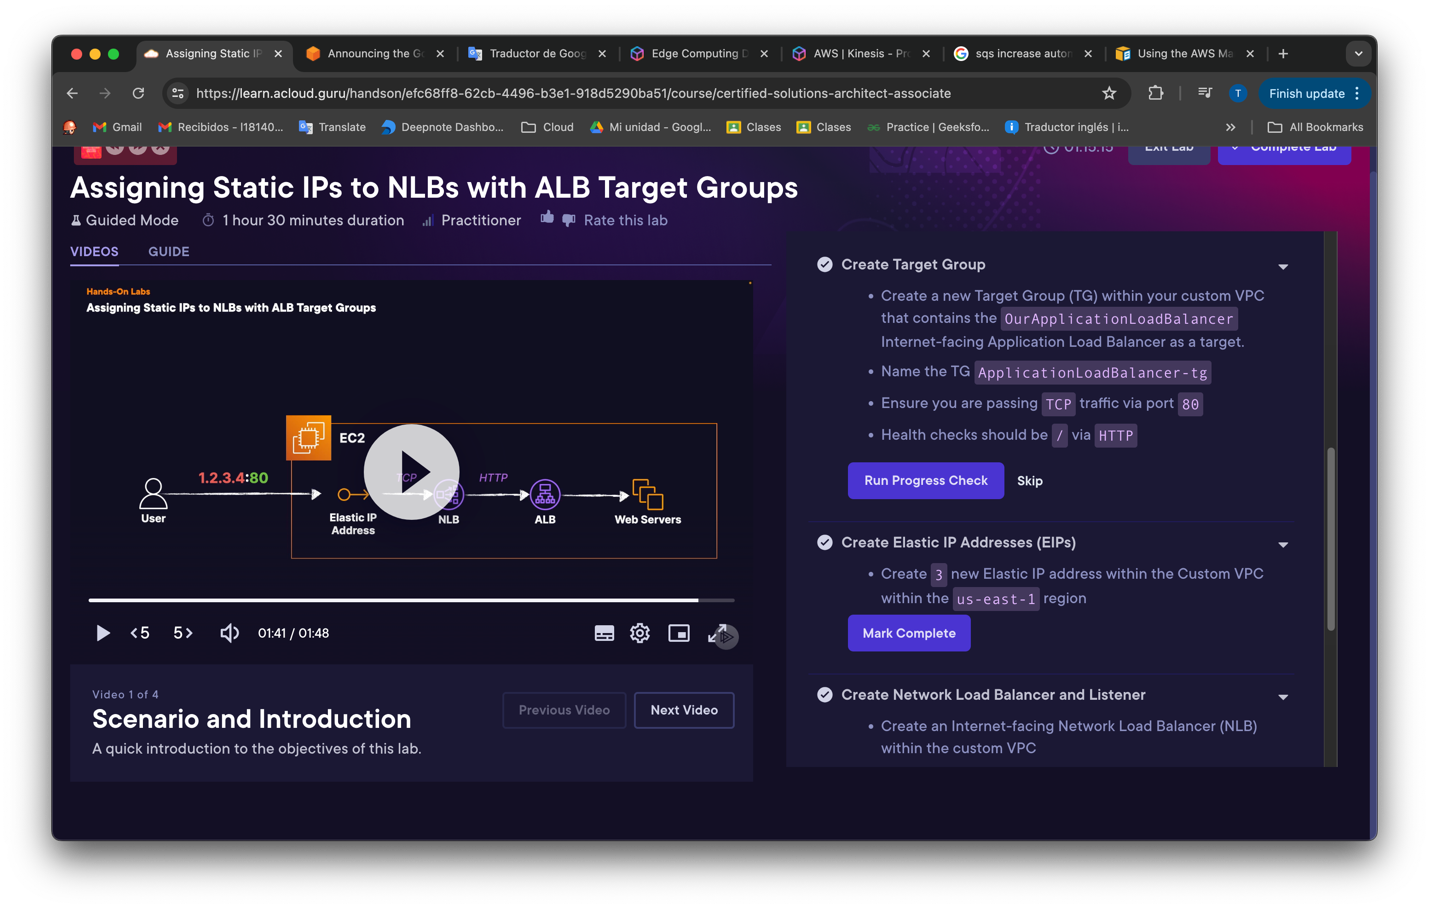 Assigning Static IP
Announcing the Go
Traductor de Goog
Edge Computing D
AWS | Kinesis - Pro
sqs increase autom
Using the AWS Ma
https://learn.acloud.guru/handson/efc68ff8-62cb-4496-b3e1-918d5290ba51/course/certified-solutions-architect-associate
T
Finish update
Gmail
Recibidos - l18140...
Translate
Deepnote Dashbo...
Cloud
Mi unidad - Googl...
Clases
Clases
Practice | Geeksfo...
Traductor inglés | i...
All Bookmarks
01:15:15
Exit Lab
Complete Lab
Assigning Static IPs to NLBs with ALB Target Groups
Guided Mode
1 hour 30 minutes duration
Practitioner
Rate this lab
VIDEOS
GUIDE
Hands-On Labs
Assigning Static IPs to NLBs with ALB Target Groups
EC2
1.2.3.4:80
TCP
HTTP
User
Elastic IP
Address
NLB
ALB
Web Servers
<5
5>
01:41 / 01:48
Video 1 of 4
Scenario and Introduction
A quick introduction to the objectives of this lab.
Previous Video
Next Video
Create Target Group
• Create a new Target Group (TG) within your custom VPC
that contains the OurApplicationLoadBalancer
Internet-facing Application Load Balancer as a target.
• Name the TG ApplicationLoadBalancer-tg
• Ensure you are passing TCP traffic via port 80
• Health checks should be / via HTTP
Run Progress Check
Skip
Create Elastic IP Addresses (EIPs)
• Create 3 new Elastic IP address within the Custom VPC
within the us-east-1 region
Mark Complete
Create Network Load Balancer and Listener
• Create an Internet-facing Network Load Balancer (NLB)
within the custom VPC